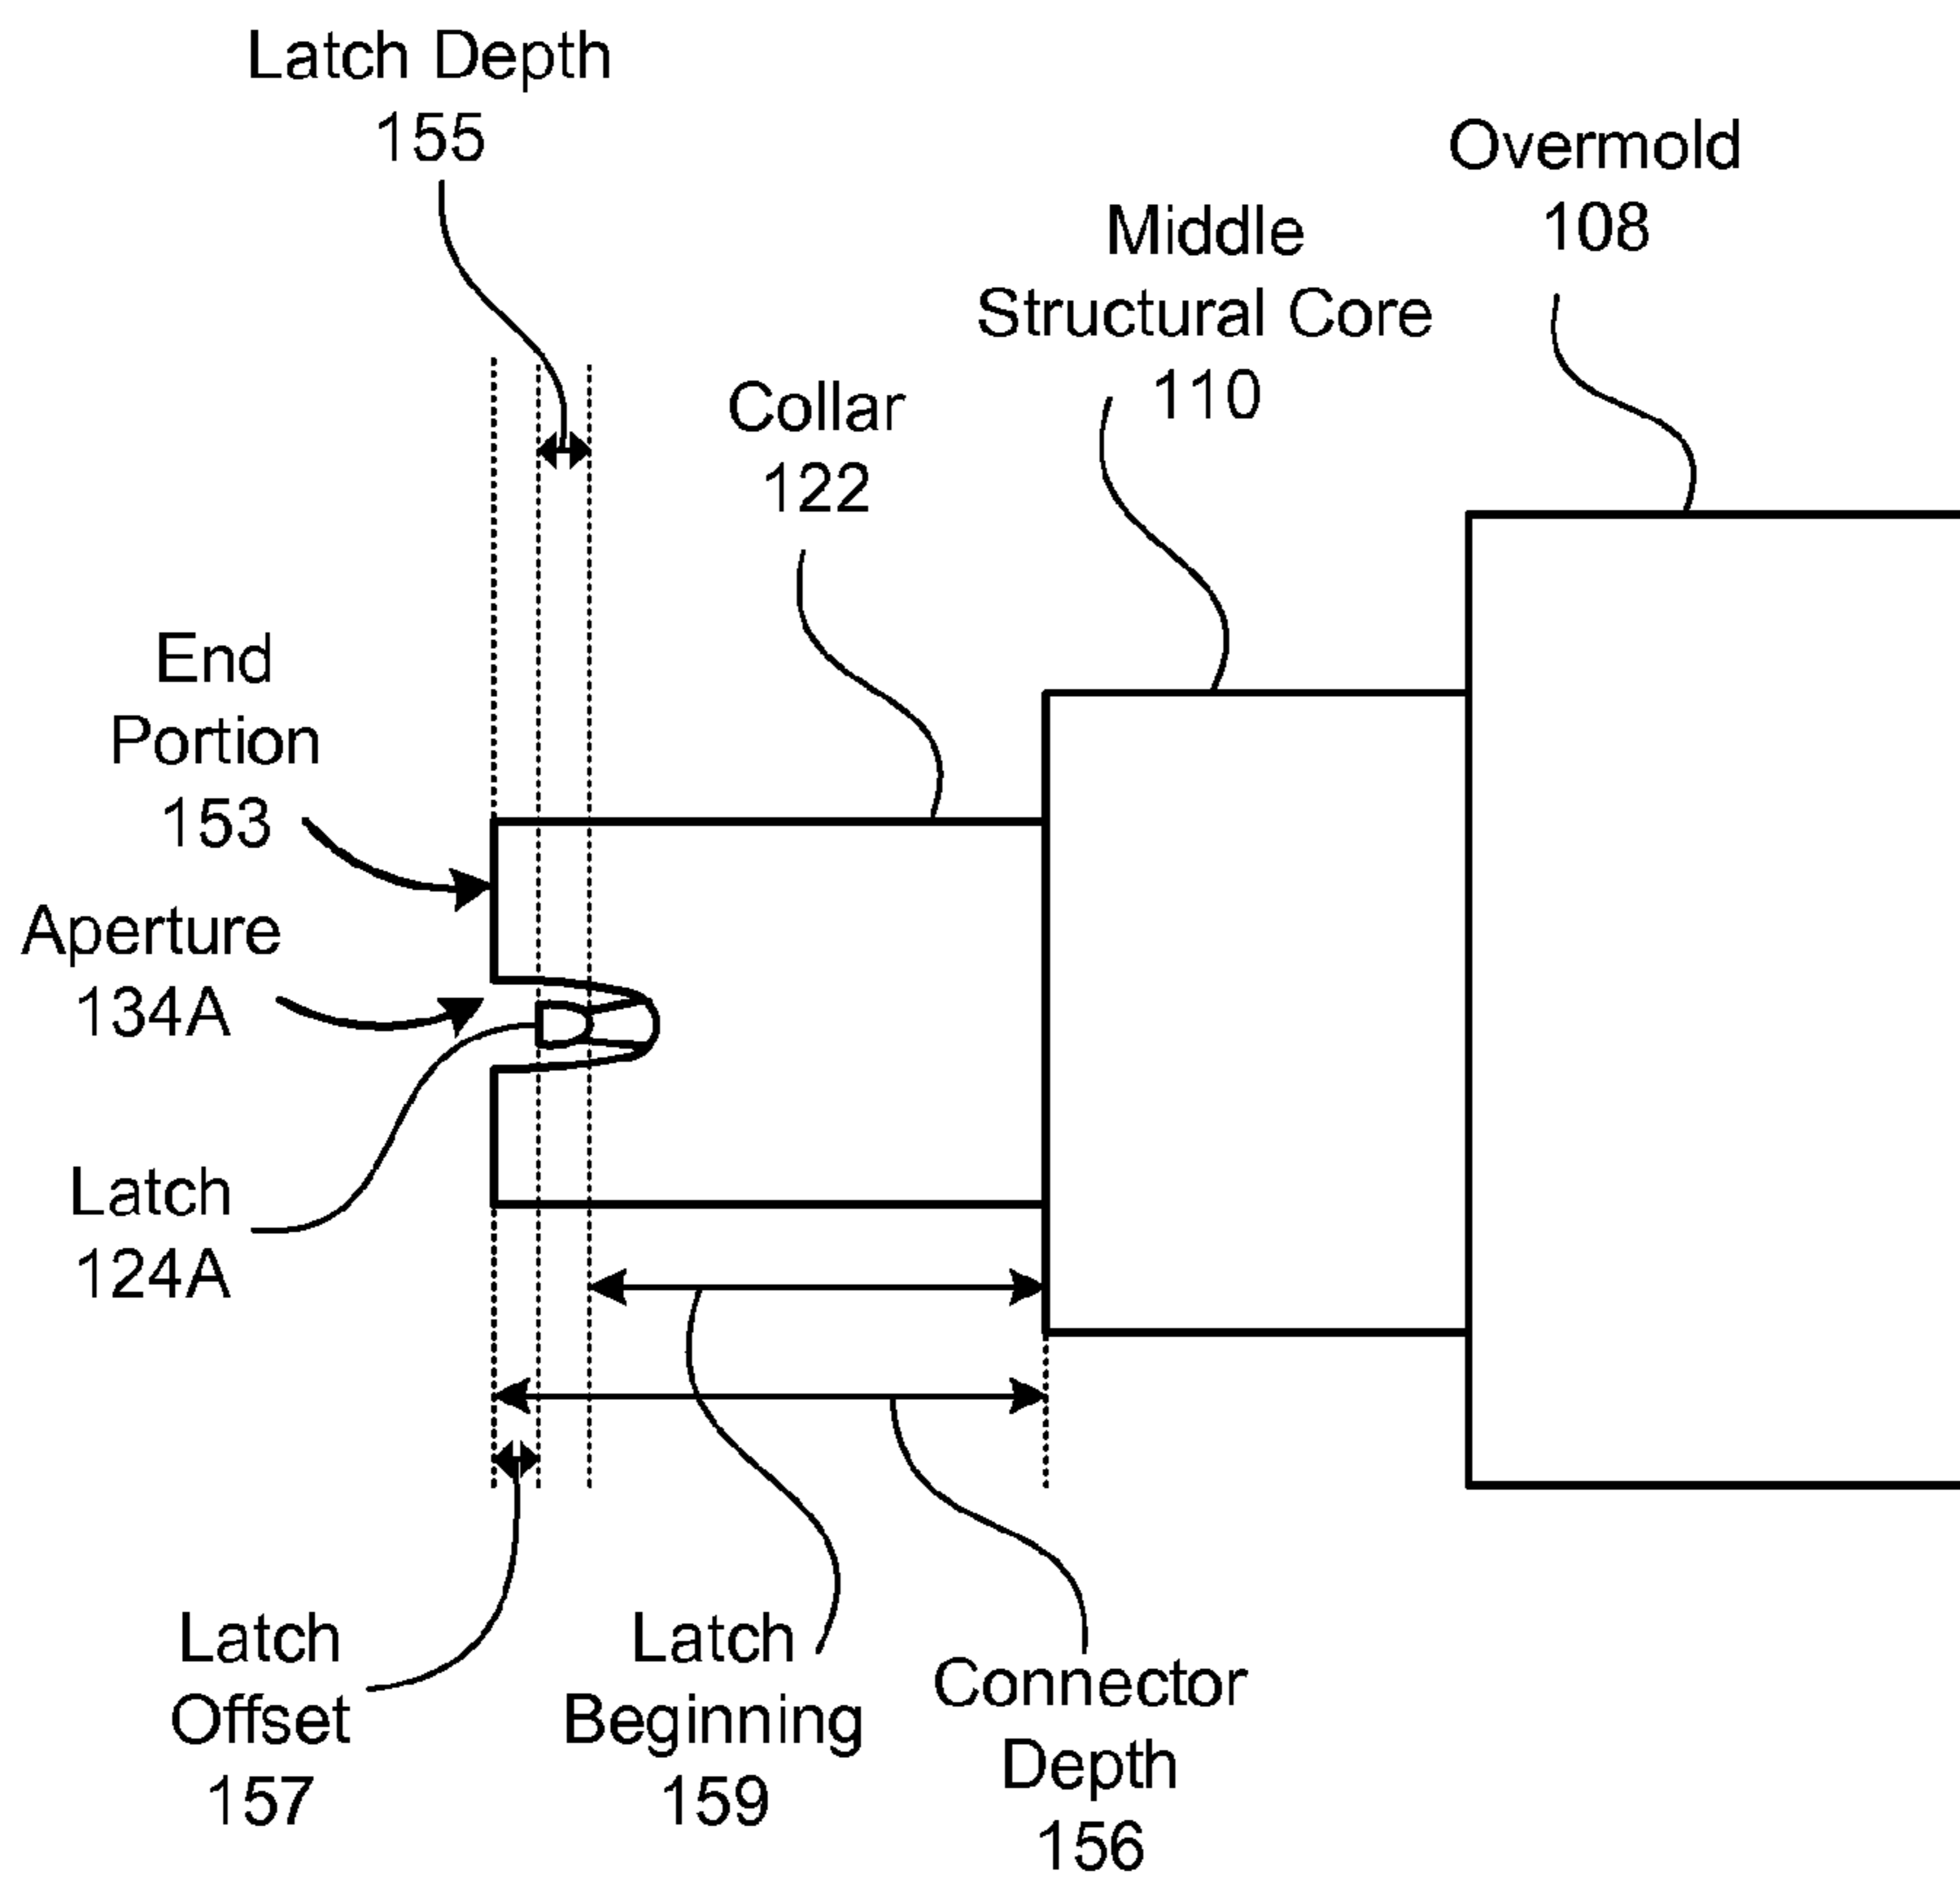 Latch Depth
155
Overmold
108
Middle
Structural Core
110
Collar
122
End
Portion
153
Aperture
134A
Latch
124A
Latch
Offset
157
Latch
Beginning
159
Connector
Depth
156